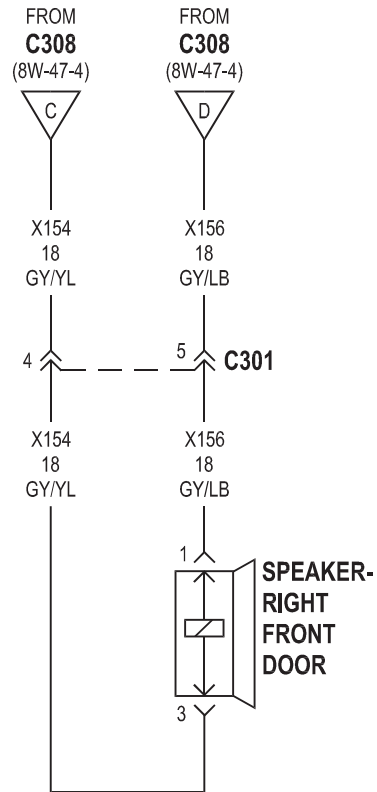 FROM
C308
(8W-47-4)
C
FROM
C308
(8W-47-4)
D
X154
18
GY/YL
X156
18
GY/LB
4
5
C301
X154
18
GY/YL
X156
18
GY/LB
1
SPEAKER-
RIGHT
FRONT
DOOR
3